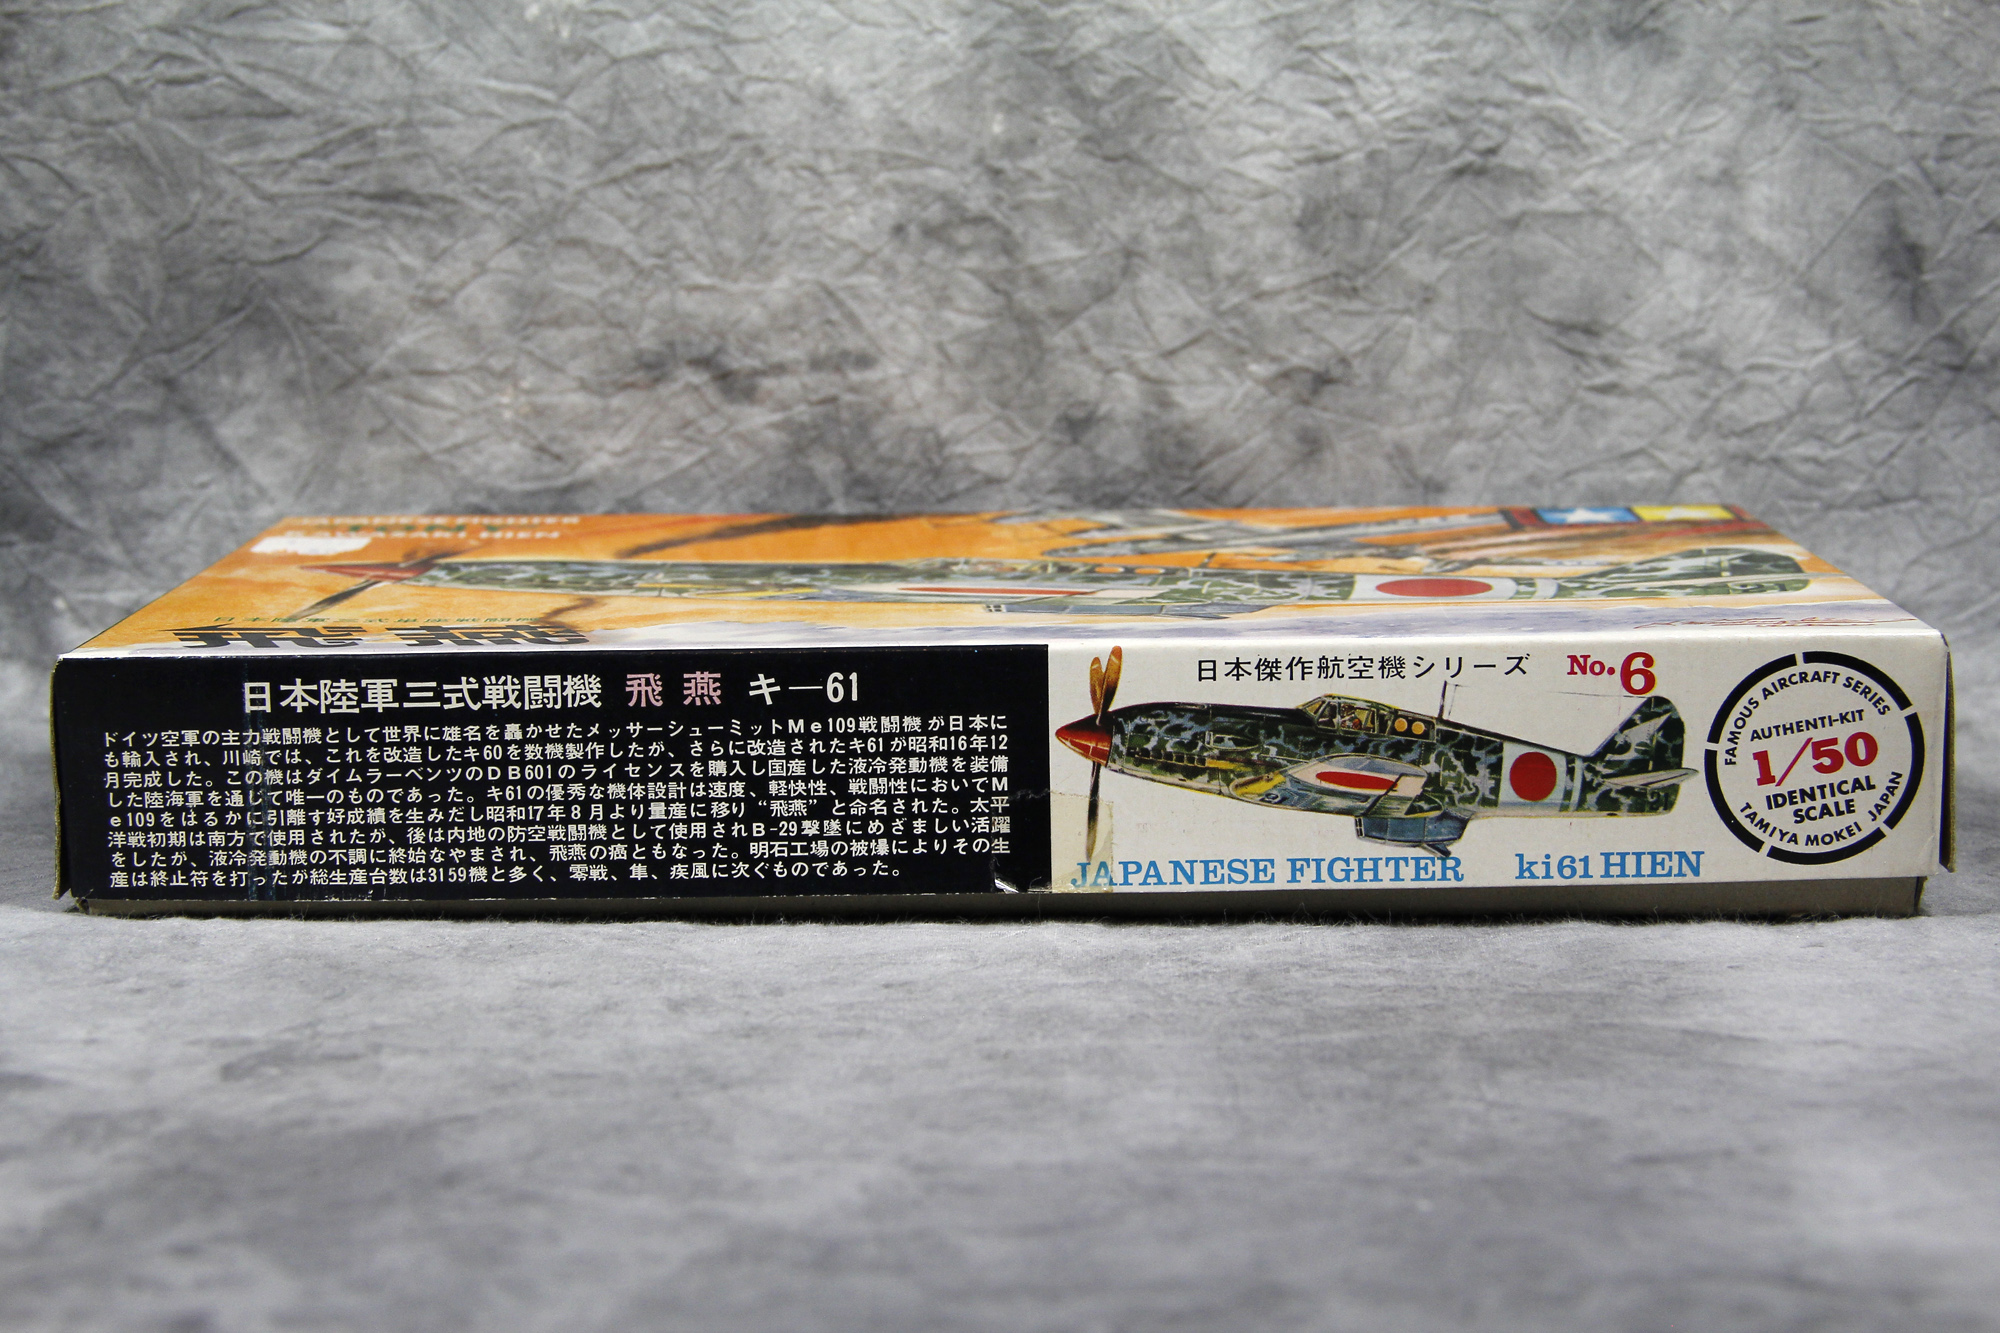 JAPANESE FIGHTER
KAWASAKI HIEN
飛燕
日本陸軍三式戦闘機 飛燕 キ—61
ドイツ空軍の主力戦闘機として世界に雄名を轟かせたメッサーシューミットMe109戦闘機が日本に
も輸入され、川崎では、これを改造したキ60を数機製作したが、さらに改造されたキ61が昭和16年12
月完成した。この機はダイムラーベンツのDB601のライセンスを購入し国産した液冷発動機を装備
した陸海軍を通じて唯一のものであった。キ61の優秀な機体設計は速度、軽快性、戦闘性においてM
e109をはるかに引離す好成績を生みだし昭和17年8月より量産に移り“飛燕”と命名された。太平
洋戦初期は南方で使用されたが、後は内地の防空戦闘機として使用されB-29撃墜にめざましい活躍
をしたが、液冷発動機の不調に終始なやまされ、飛燕の癌ともなった。明石工場の被爆によりその生
産は終止符を打ったが総生産台数は3159機と多く、零戦、隼、疾風に次ぐものであった。
日本傑作航空機シリーズ No.6
JAPANESE FIGHTER ki61 HIEN
FAMOUS AIRCRAFT SERIES
AUTHENTI-KIT
1/50
IDENTICAL
SCALE
TAMIYA MOKEI JAPAN